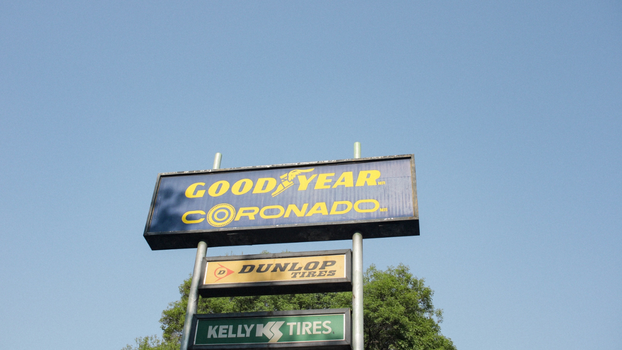 GOODYEAR
CORONADO
DUNLOP
TIRES
KELLY TIRES